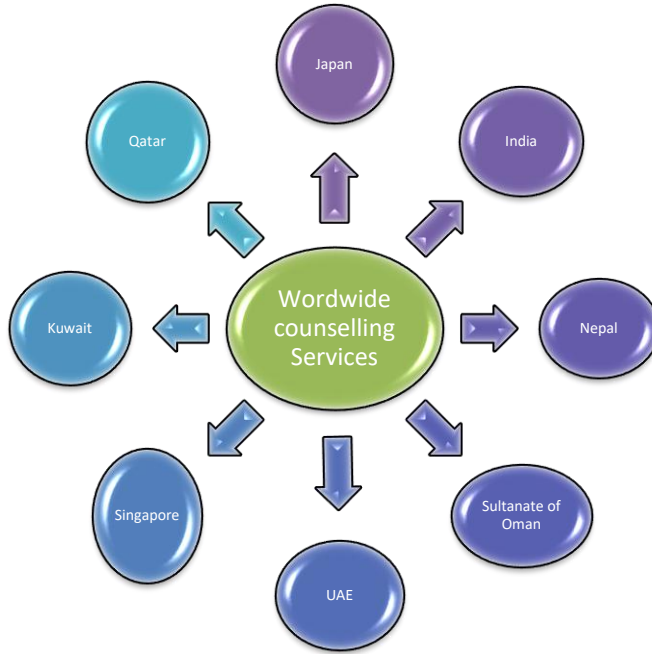 Japan
Qatar
India
Wordwide
counselling
Services
Kuwait
Nepal
Singapore
Sultanate of
Oman
UAE